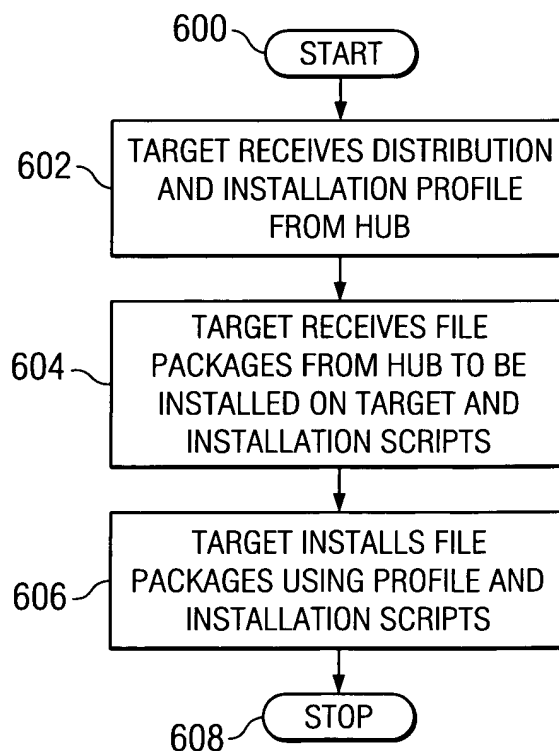 600
START
602
TARGET RECEIVES DISTRIBUTION
AND INSTALLATION PROFILE
FROM HUB
604
TARGET RECEIVES FILE
PACKAGES FROM HUB TO BE
INSTALLED ON TARGET AND
INSTALLATION SCRIPTS
606
TARGET INSTALLS FILE
PACKAGES USING PROFILE AND
INSTALLATION SCRIPTS
608
STOP